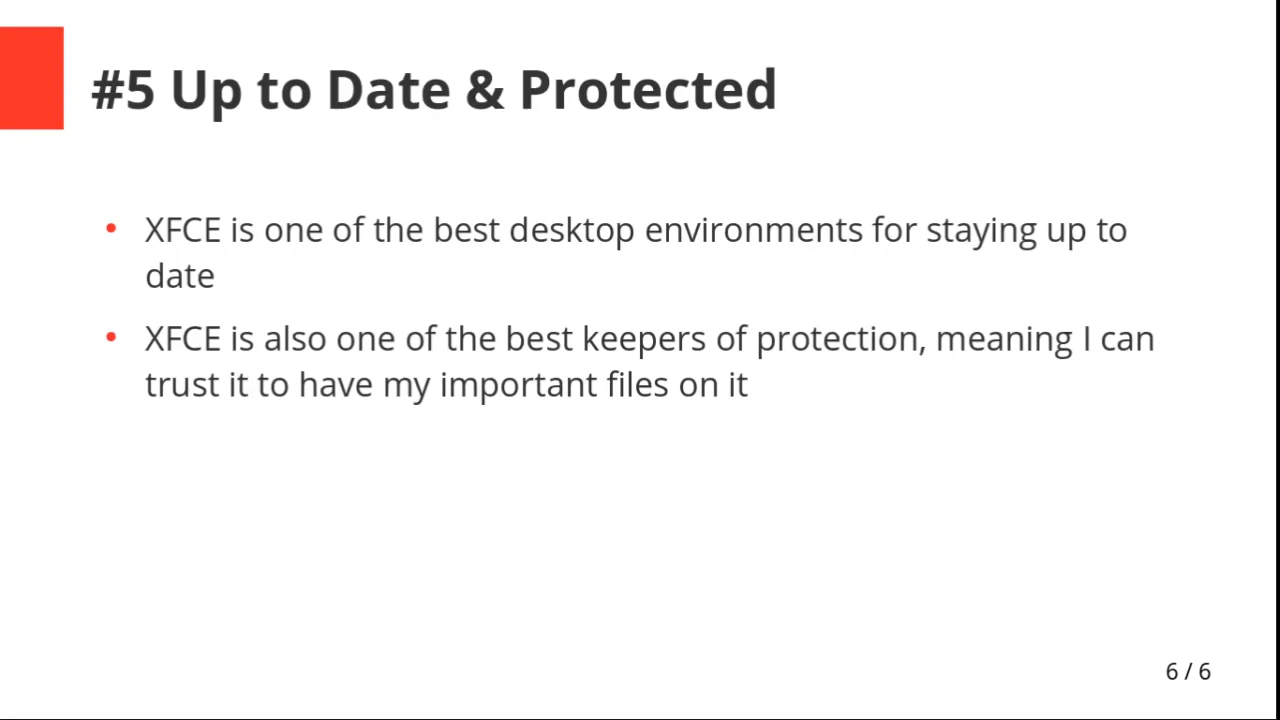 #5 Up to Date & Protected
• XFCE is one of the best desktop environments for staying up to
date
• XFCE is also one of the best keepers of protection, meaning I can
trust it to have my important files on it
6 / 6